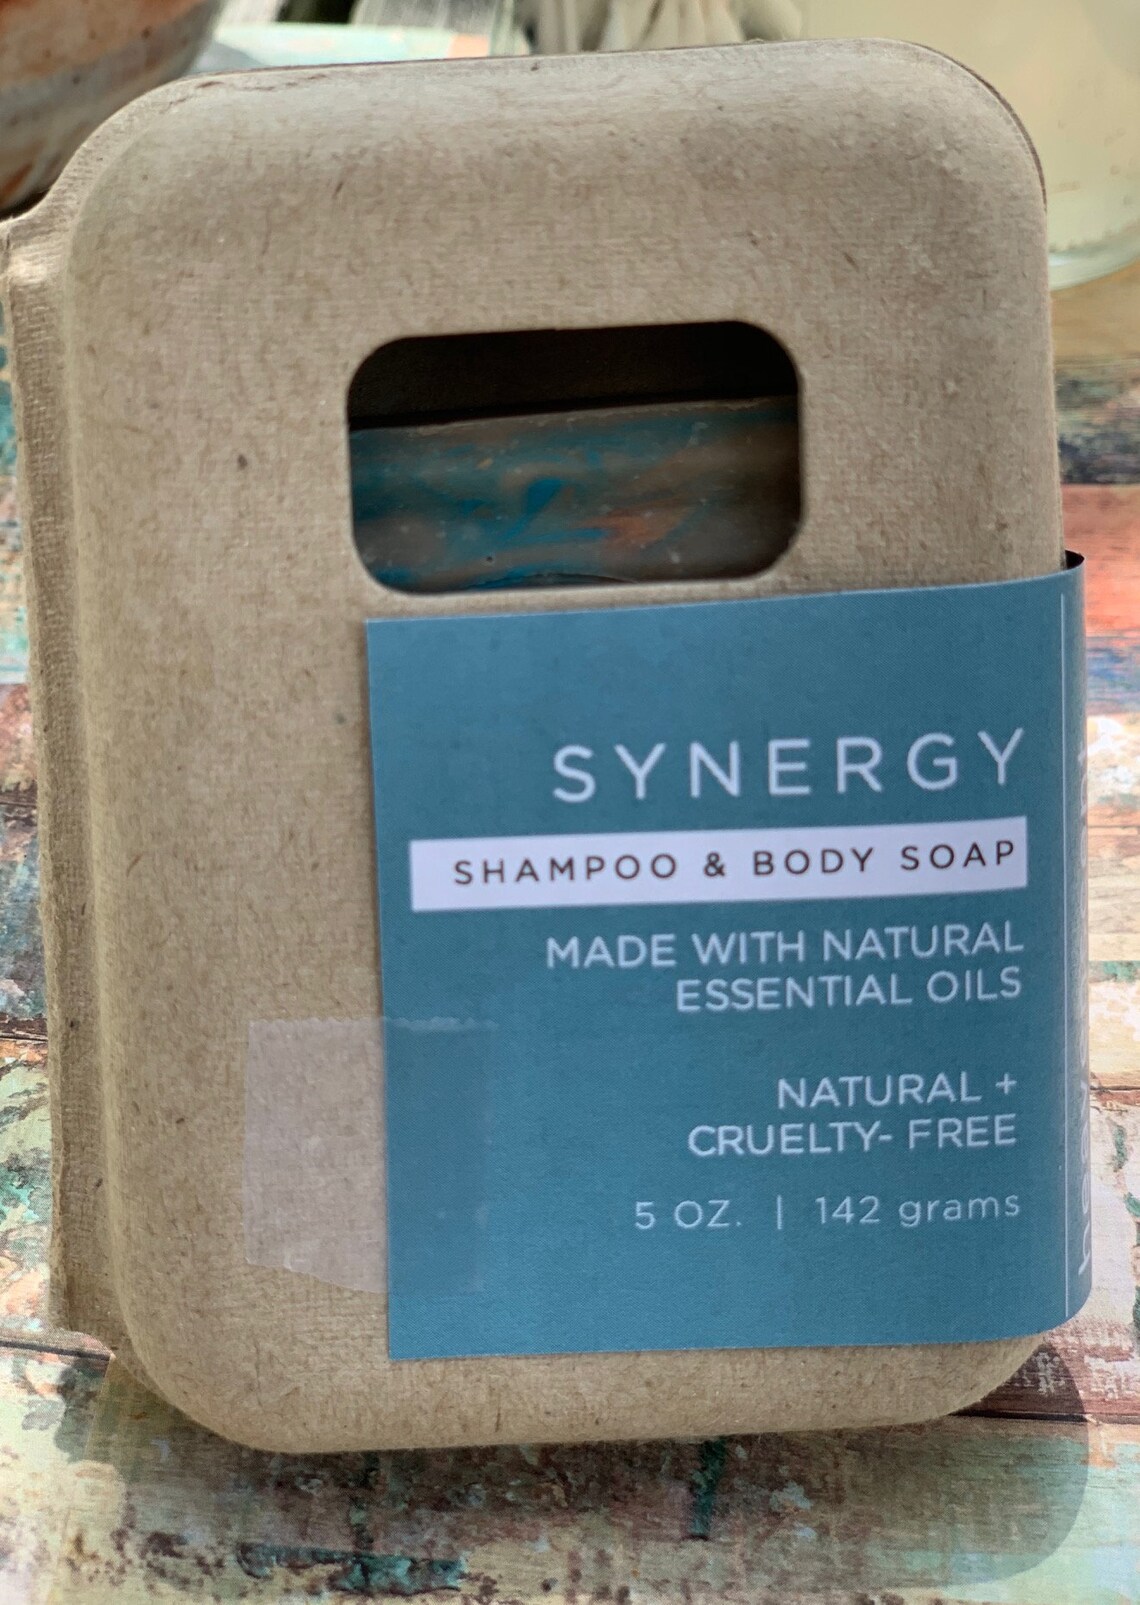 SYNERGY
SHAMPOO & BODY SOAP
MADE WITH NATURAL
ESSENTIAL OILS
NATURAL +
CRUELTY- FREE
5 OZ. | 142 grams